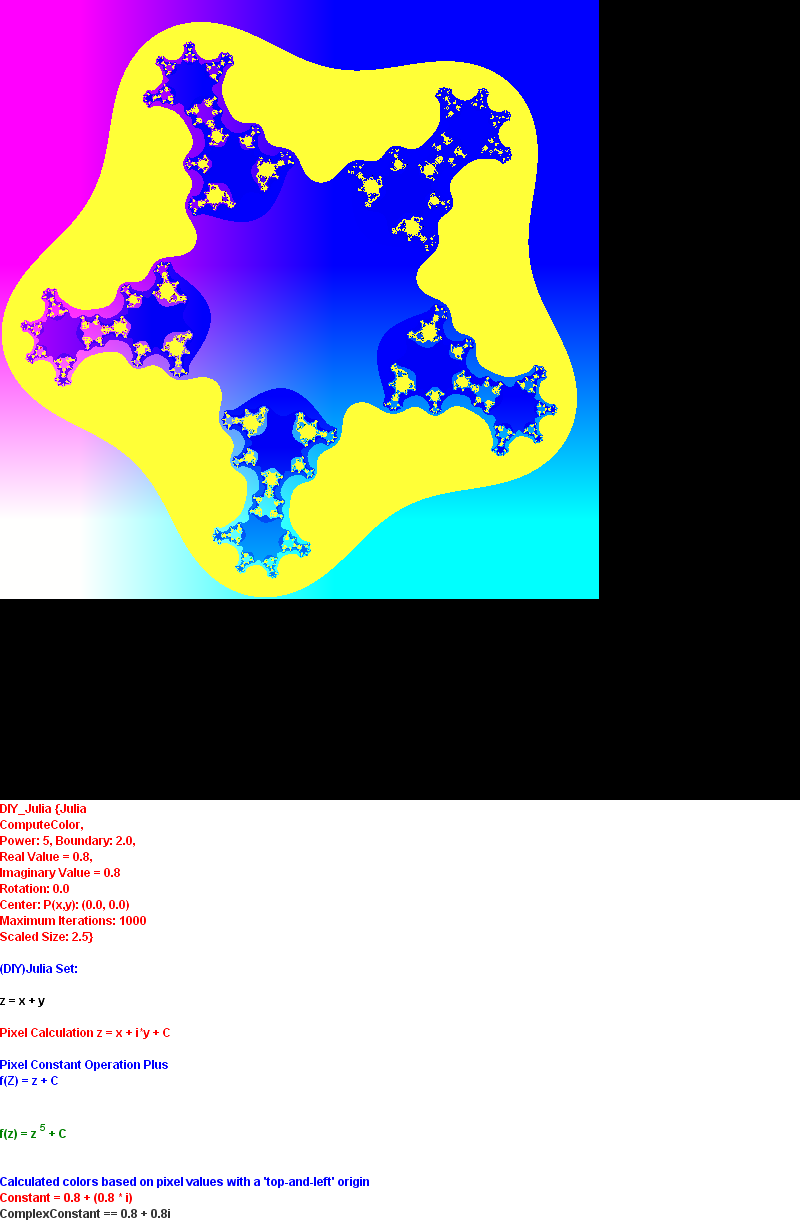 DIY_Julia {Julia
ComputeColor,
Power: 5, Boundary: 2.0,
Real Value = 0.8,
Imaginary Value = 0.8
Rotation: 0.0
Center: P(x,y): (0.0, 0.0)
Maximum Iterations: 1000
Scaled Size: 2.5}
(DIY)Julia Set:
z = x + y
Pixel Calculation z = x + i*y + C
Pixel Constant Operation Plus
f(Z) = z + C
f(z) = z 5 + C
Calculated colors based on pixel values with a 'top-and-left' origin
Constant = 0.8 + (0.8 * i)
ComplexConstant == 0.8 + 0.8i